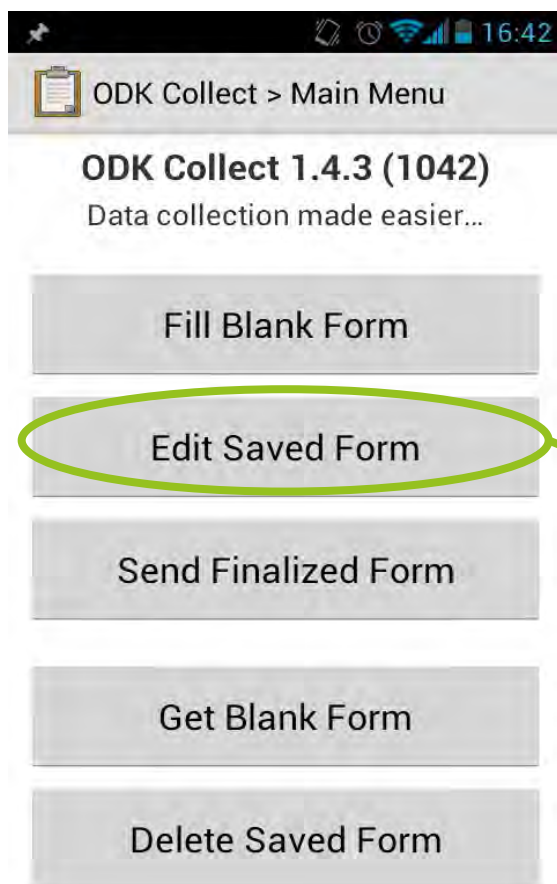 16:42
ODK Collect > Main Menu
ODK Collect 1.4.3 (1042)
Data collection made easier...
Fill Blank Form
Edit Saved Form
Send Finalized Form
Get Blank Form
Delete Saved Form